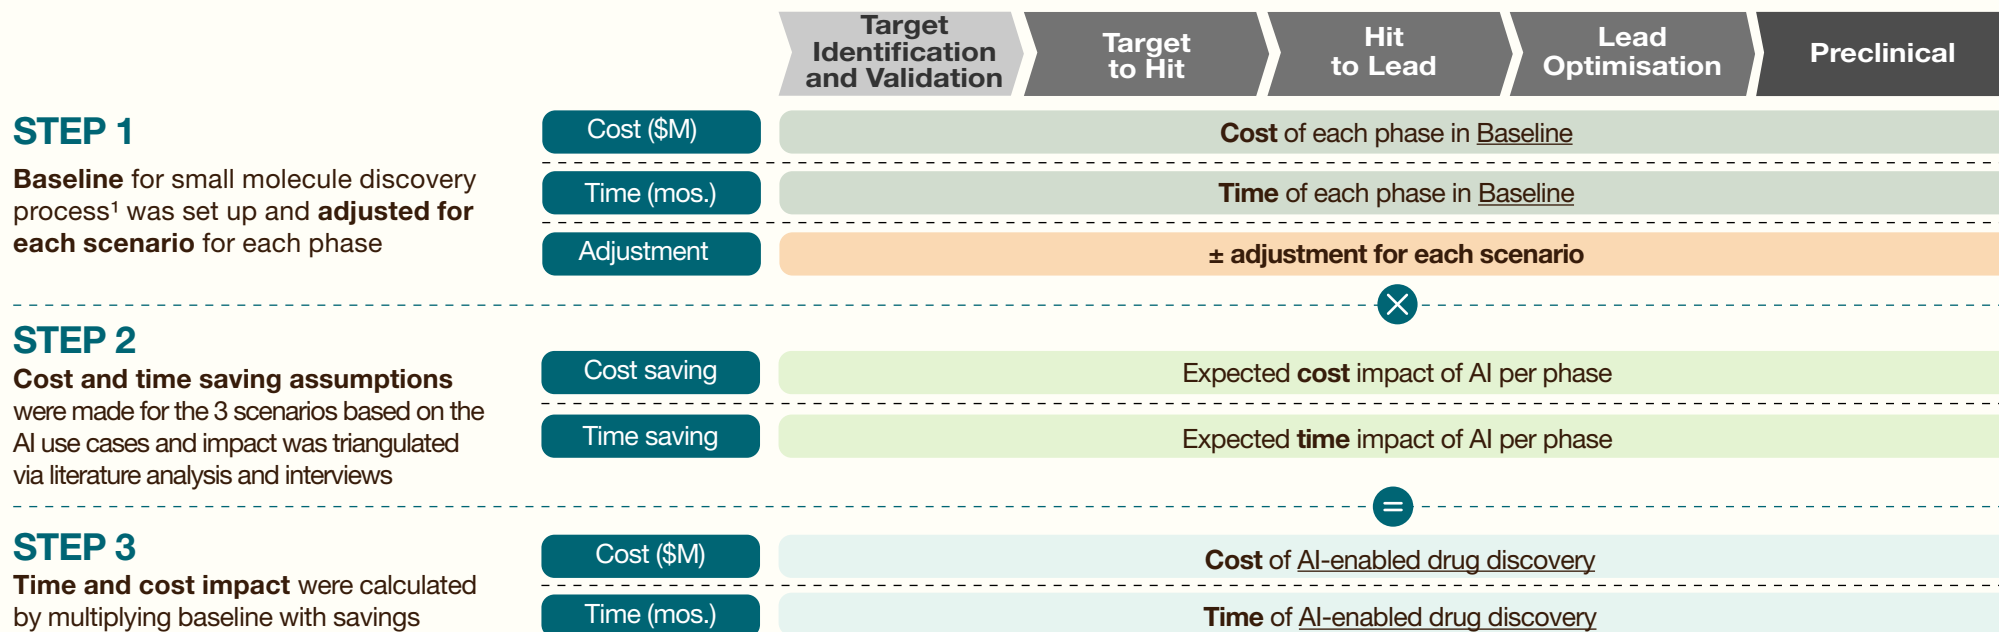 Target
Identification
and Validation
Target
to Hit
Hit
to Lead
Lead
Optimisation
Preclinical
STEP 1
Baseline for small molecule discovery
process¹ was set up and adjusted for
each scenario for each phase
Cost ($M)
Cost of each phase in Baseline
Time (mos.)
Time of each phase in Baseline
Adjustment
± adjustment for each scenario
×
STEP 2
Cost and time saving assumptions
were made for the 3 scenarios based on the
AI use cases and impact was triangulated
via literature analysis and interviews
Cost saving
Expected cost impact of AI per phase
Time saving
Expected time impact of AI per phase
=
STEP 3
Time and cost impact were calculated
by multiplying baseline with savings
Cost ($M)
Cost of AI-enabled drug discovery
Time (mos.)
Time of AI-enabled drug discovery